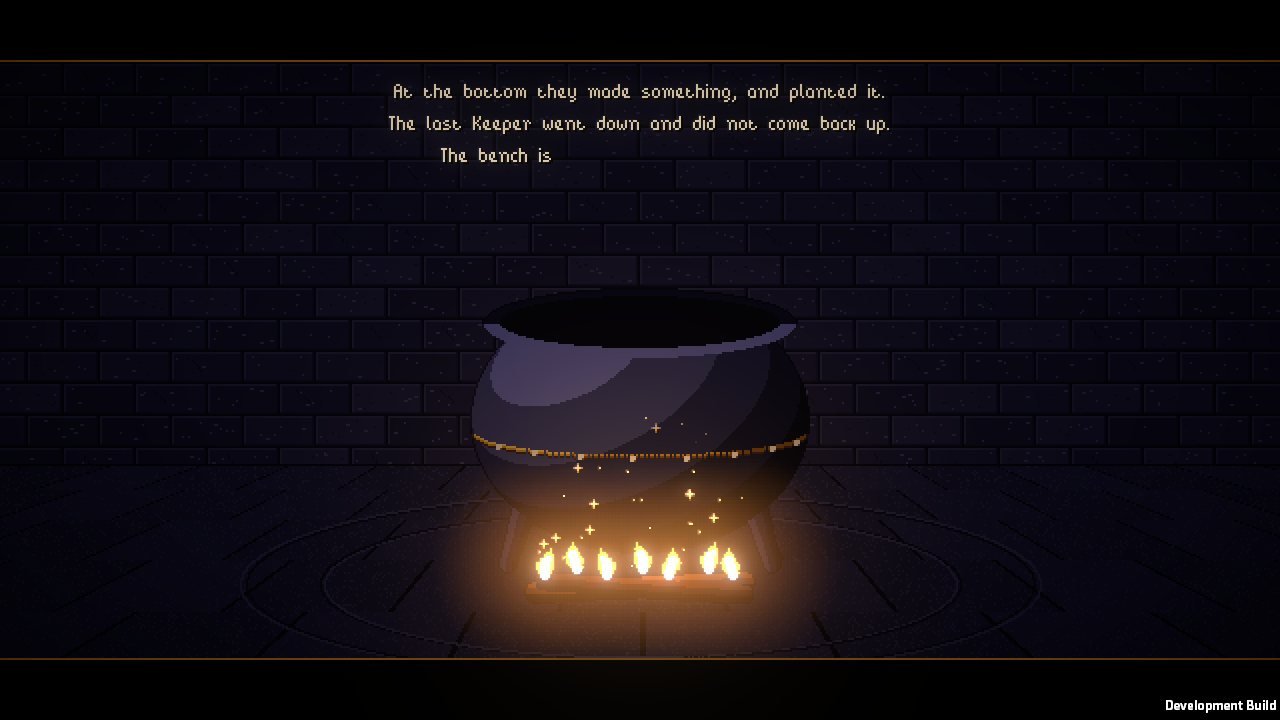 At the bottom they made something, and planted it.
The last Keeper went down and did not come back up.
The bench is
Development Build